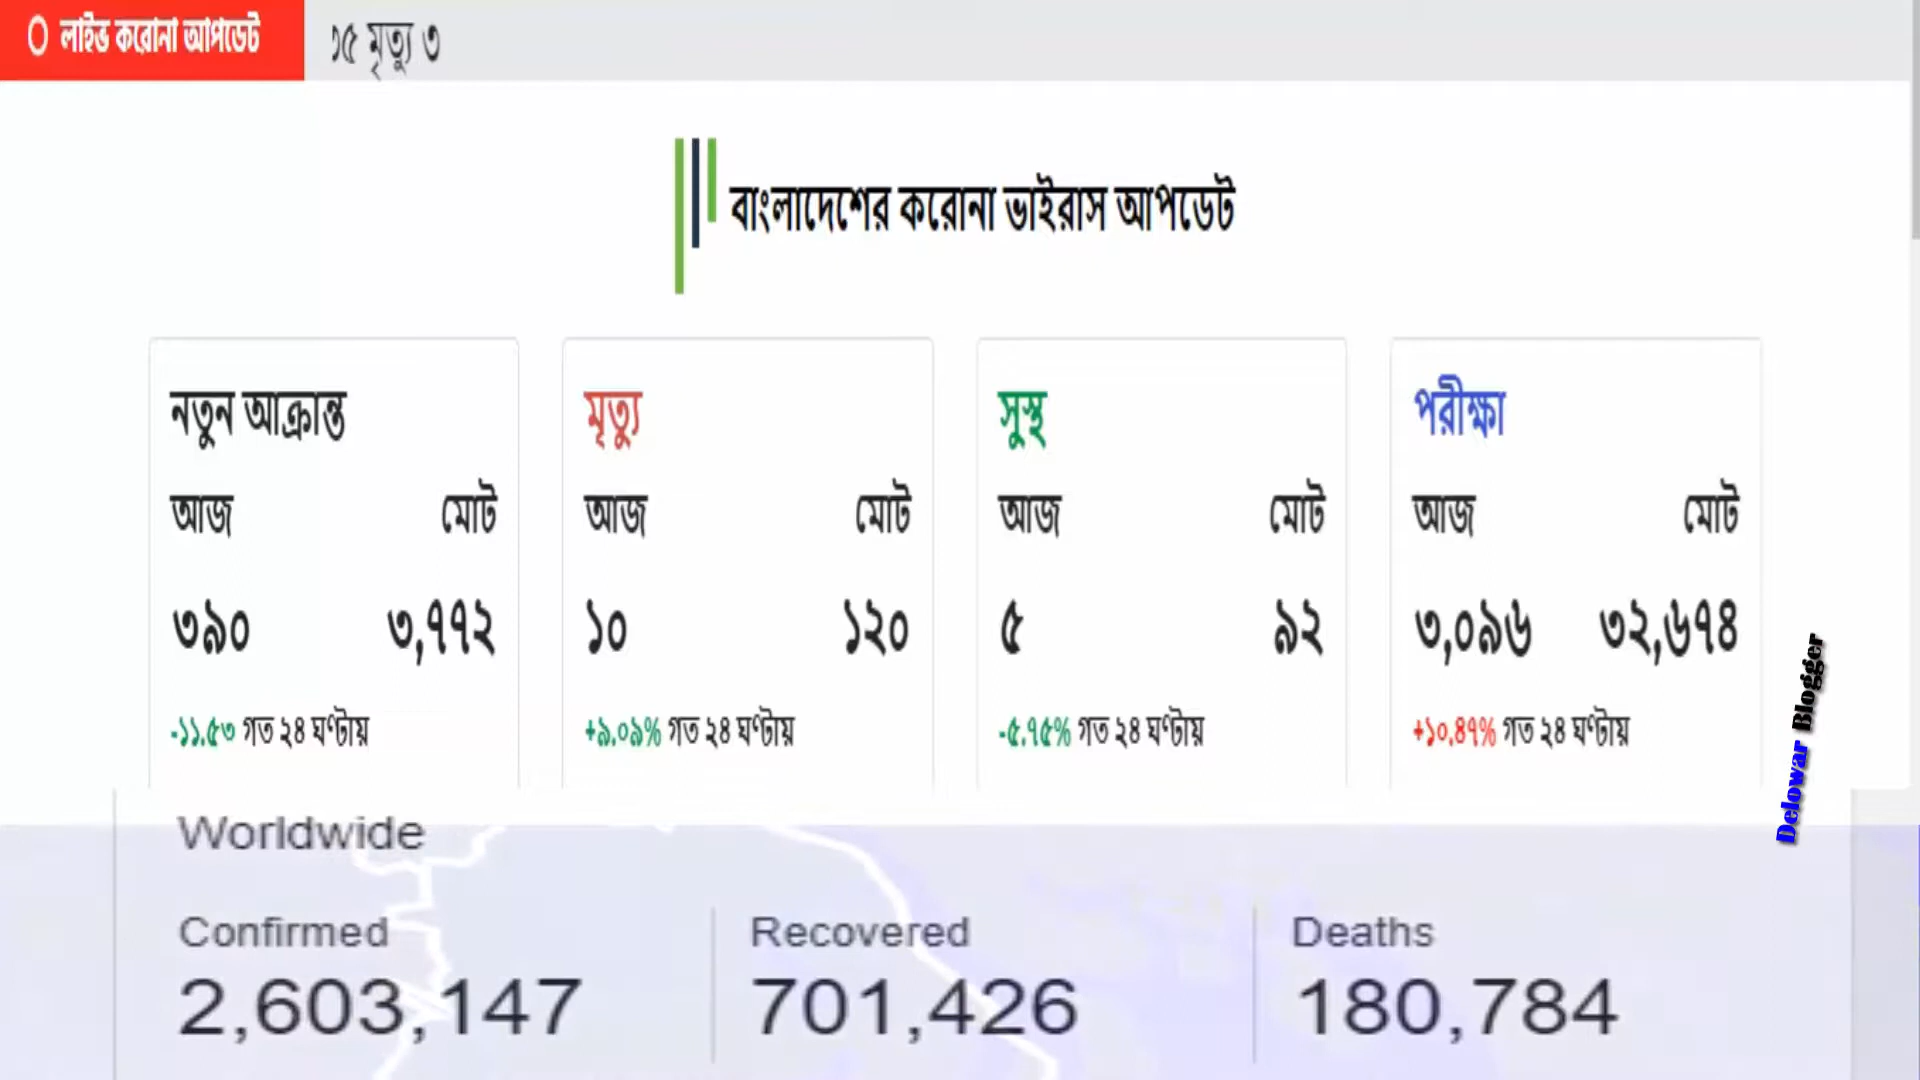 লাইভ করোনা আপডেট
১৫ মৃত্যু ৩
বাংলাদেশের করোনা ভাইরাস আপডেট
নতুন আক্রান্ত
আজ মোট
৩৯০ ৩,৭৭২
-১১.৫৩ গত ২৪ ঘণ্টায়
মৃত্যু
আজ মোট
১০ ১২০
+৯.০৯% গত ২৪ ঘণ্টায়
সুস্থ
আজ মোট
৫ ৯২
-৫.৭৫% গত ২৪ ঘণ্টায়
পরীক্ষা
আজ মোট
৩,০৯৬ ৩২,৬৭৪
+১০.৪৭% গত ২৪ ঘণ্টায়
Delowar Blogger
Worldwide
Confirmed
2,603,147
Recovered
701,426
Deaths
180,784